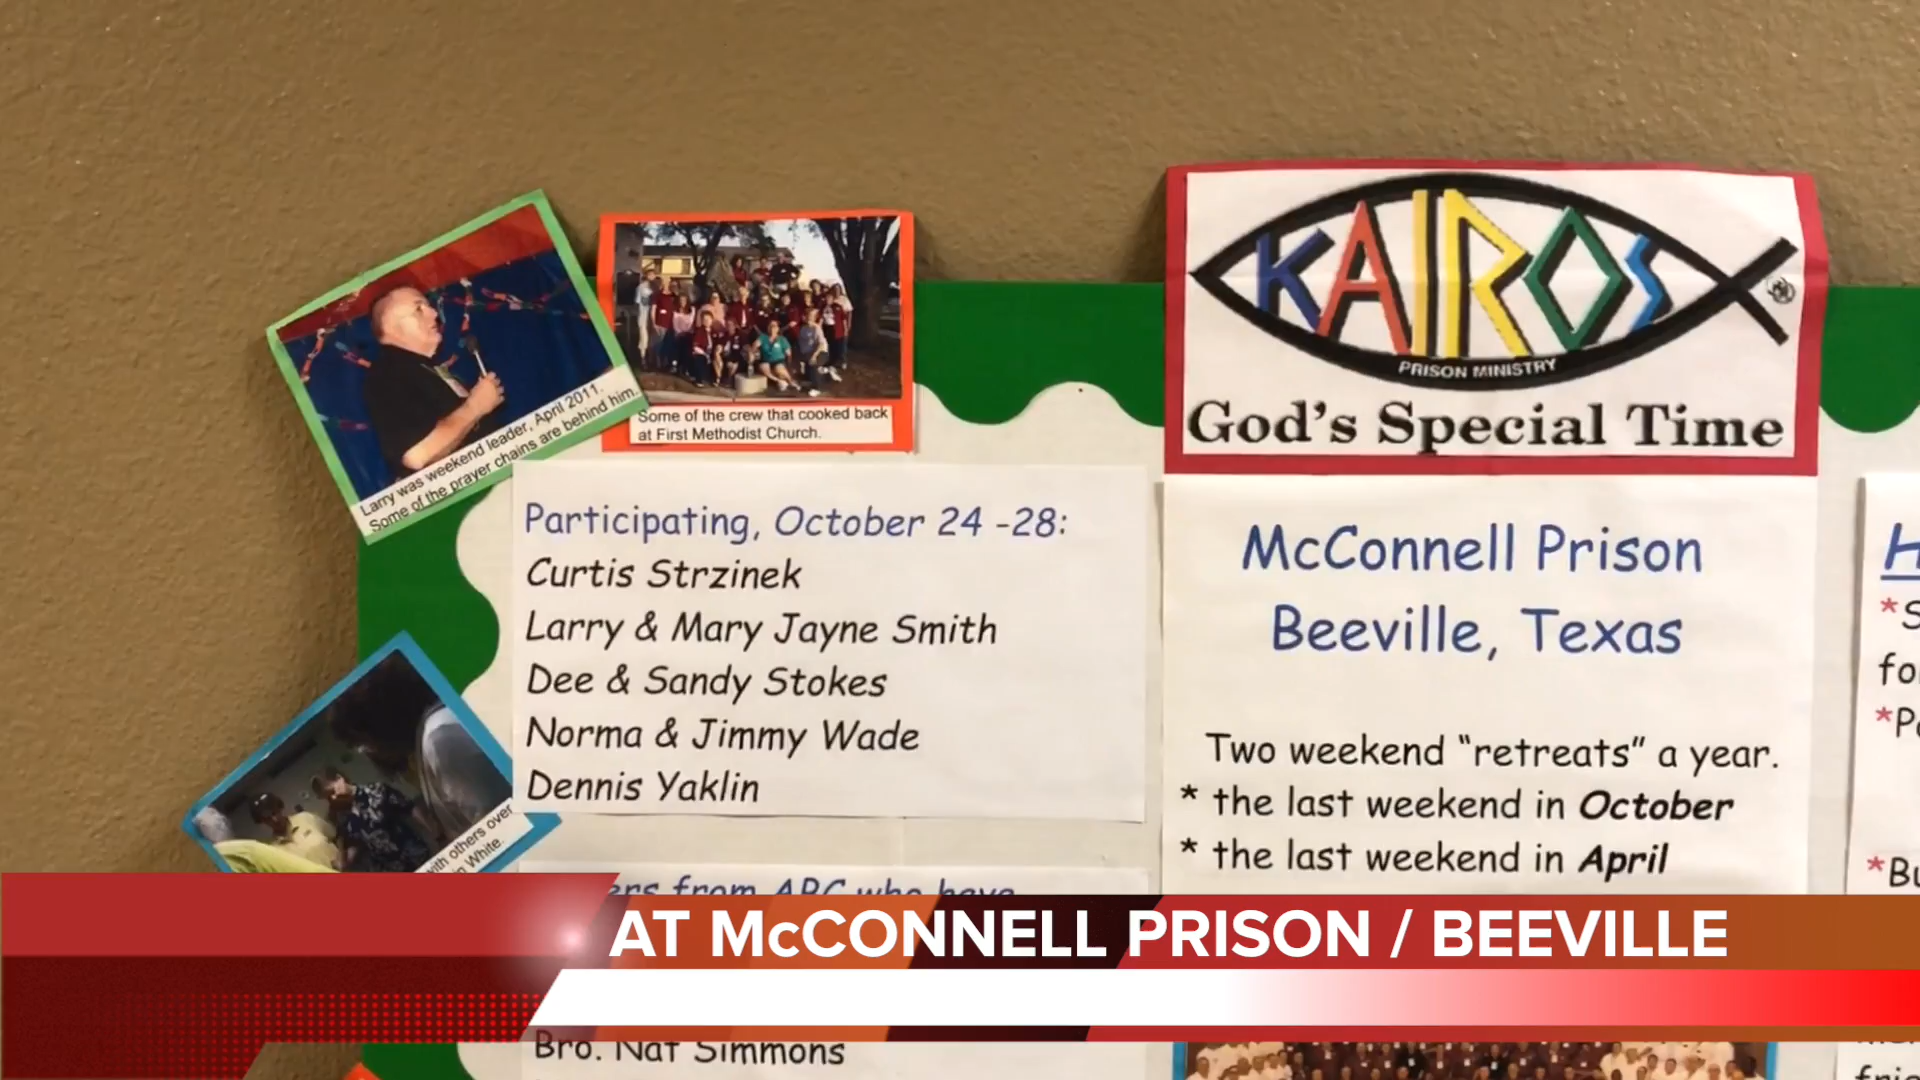 KAIROS
PRISON MINISTRY
God's Special Time
Larry was weekend leader, April 2011.
Some of the prayer chains are behind him.
Some of the crew that cooked back
at First Methodist Church.
Participating, October 24 -28:
Curtis Strzinek
Larry & Mary Jayne Smith
Dee & Sandy Stokes
Norma & Jimmy Wade
Dennis Yaklin
McConnell Prison
Beeville, Texas
Two weekend “retreats” a year.
* the last weekend in October
* the last weekend in April
with others over
White.
from ABC who have
AT McCONNELL PRISON / BEEVILLE
Bro. Nat Simmons